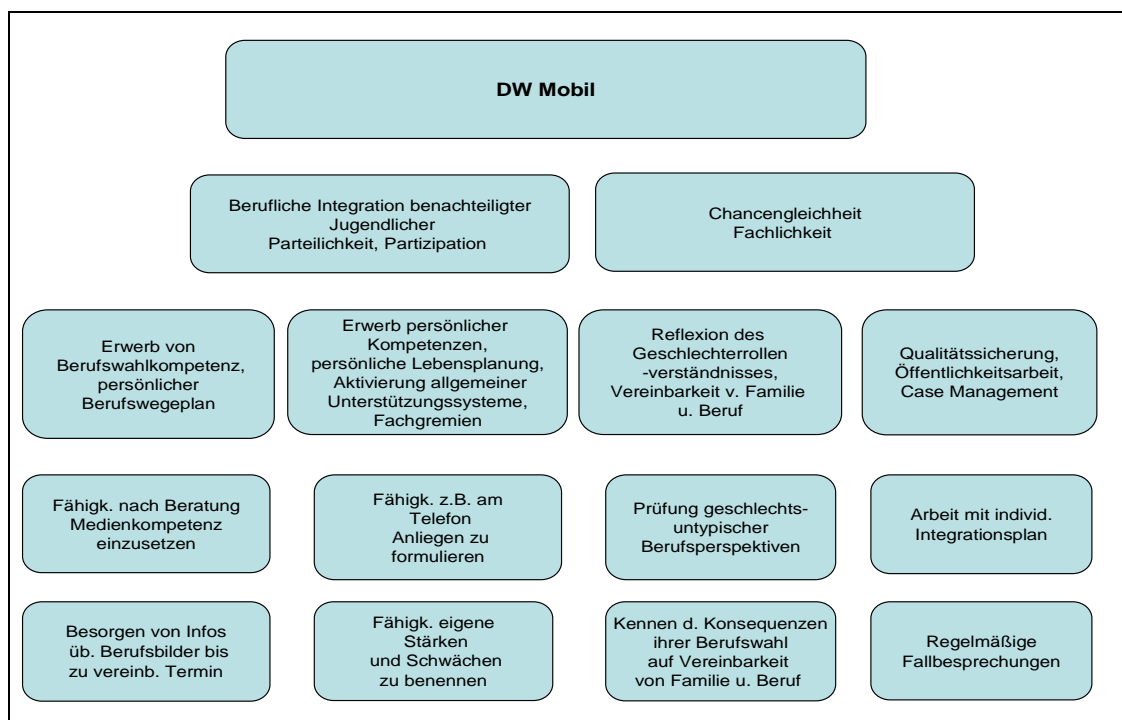 DW Mobil
Berufliche Integration benachteiligter
Jugendlicher
Parteilichkeit, Partizipation
Chancengleichheit
Fachlichkeit
Erwerb von
Berufswahlkompetenz,
persönlicher
Berufswegeplan
Erwerb persönlicher
Kompetenzen,
persönliche Lebensplanung,
Aktivierung allgemeiner
Unterstützungssysteme,
Fachgremien
Reflexion des
Geschlechterrollen
-verständnisses,
Vereinbarkeit v. Familie
u. Beruf
Qualitätssicherung,
Öffentlichkeitsarbeit,
Case Management
Fähigk. nach Beratung
Medienkompetenz
einzusetzen
Fähigk. z.B. am
Telefon
Anliegen zu
formulieren
Prüfung geschlechts-
untypischer
Berufsperspektiven
Arbeit mit individ.
Integrationsplan
Besorgen von Infos
üb. Berufsbilder bis
zu vereinb. Termin
Fähigk. eigene
Stärken
und Schwächen
zu benennen
Kennen d. Konsequenzen
ihrer Berufswahl
auf Vereinbarkeit
von Familie u. Beruf
Regelmäßige
Fallbesprechungen